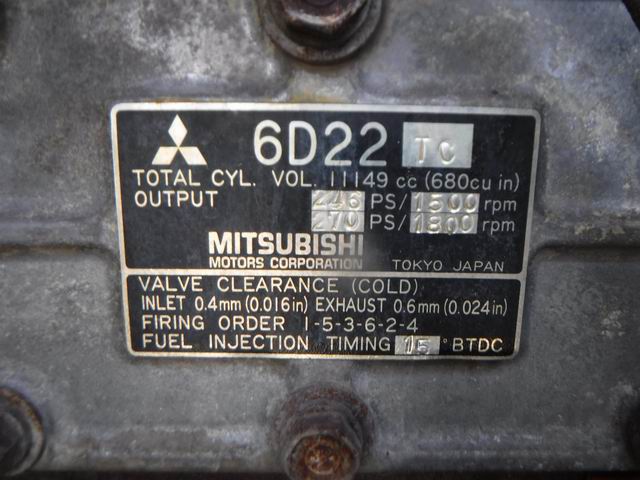 6D22 TC
TOTAL CYL. VOL. 11149 cc (680cu in)
OUTPUT 246 PS/1500 rpm
270 PS/1800 rpm
MITSUBISHI
MOTORS CORPORATION TOKYO JAPAN
VALVE CLEARANCE (COLD)
INLET 0.4mm (0.016in) EXHAUST 0.6mm (0.024in)
FIRING ORDER 1-5-3-6-2-4
FUEL INJECTION TIMING 15 °BTDC